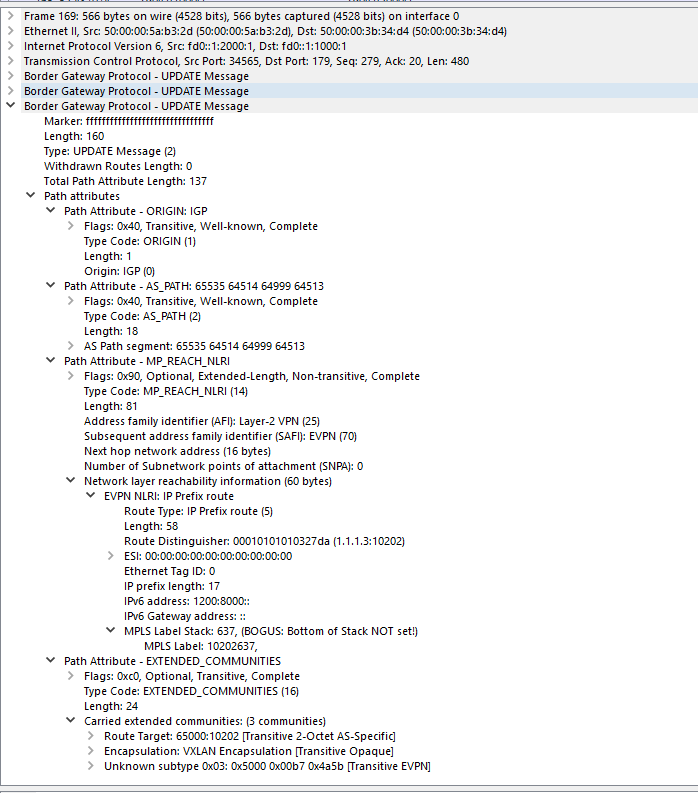 Frame 169: 566 bytes on wire (4528 bits), 566 bytes captured (4528 bits) on interface 0
Ethernet II, Src: 50:00:00:5a:b3:2d (50:00:00:5a:b3:2d), Dst: 50:00:00:3b:34:d4 (50:00:00:3b:34:d4)
Internet Protocol Version 6, Src: fd0::1:2000:1, Dst: fd0::1:1000:1
Transmission Control Protocol, Src Port: 34565, Dst Port: 179, Seq: 279, Ack: 20, Len: 480
Border Gateway Protocol - UPDATE Message
Border Gateway Protocol - UPDATE Message
Border Gateway Protocol - UPDATE Message
Marker: ffffffffffffffffffffffffffffffff
Length: 160
Type: UPDATE Message (2)
Withdrawn Routes Length: 0
Total Path Attribute Length: 137
Path attributes
Path Attribute - ORIGIN: IGP
Flags: 0x40, Transitive, Well-known, Complete
Type Code: ORIGIN (1)
Length: 1
Origin: IGP (0)
Path Attribute - AS_PATH: 65535 64514 64999 64513
Flags: 0x40, Transitive, Well-known, Complete
Type Code: AS_PATH (2)
Length: 18
AS Path segment: 65535 64514 64999 64513
Path Attribute - MP_REACH_NLRI
Flags: 0x90, Optional, Extended-Length, Non-transitive, Complete
Type Code: MP_REACH_NLRI (14)
Length: 81
Address family identifier (AFI): Layer-2 VPN (25)
Subsequent address family identifier (SAFI): EVPN (70)
Next hop network address (16 bytes)
Number of Subnetwork points of attachment (SNPA): 0
Network layer reachability information (60 bytes)
EVPN NLRI: IP Prefix route
Route Type: IP Prefix route (5)
Length: 58
Route Distinguisher: 00010101010327da (1.1.1.3:10202)
ESI: 00:00:00:00:00:00:00:00:00:00
Ethernet Tag ID: 0
IP prefix length: 17
IPv6 address: 1200:8000::
IPv6 Gateway address: ::
MPLS Label Stack: 637, (BOGUS: Bottom of Stack NOT set!)
MPLS Label: 10202637,
Path Attribute - EXTENDED_COMMUNITIES
Flags: 0xc0, Optional, Transitive, Complete
Type Code: EXTENDED_COMMUNITIES (16)
Length: 24
Carried extended communities: (3 communities)
Route Target: 65000:10202 [Transitive 2-Octet AS-Specific]
Encapsulation: VXLAN Encapsulation [Transitive Opaque]
Unknown subtype 0x03: 0x5000 0x00b7 0x4a5b [Transitive EVPN]